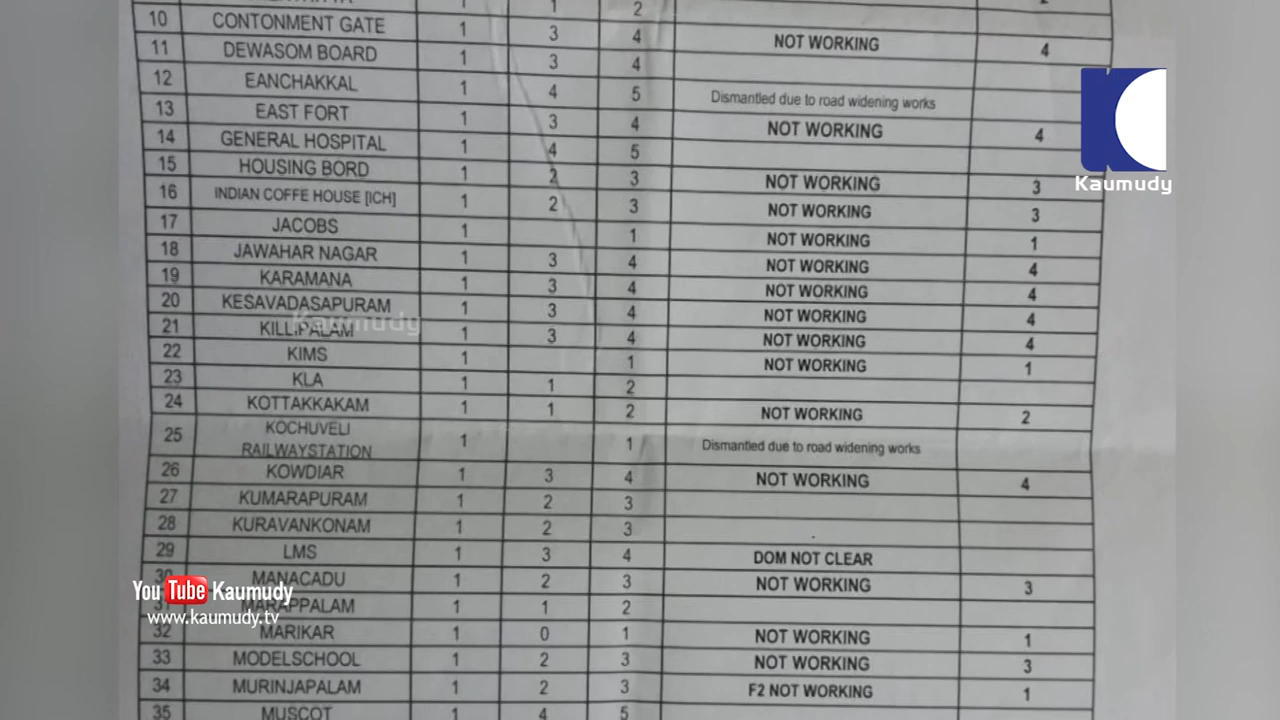 1 1 2
10 CONTONMENT GATE 1 3 4 NOT WORKING 4
11 DEWASOM BOARD 1 3 4
12 EANCHAKKAL 1 4 5 Dismantled due to road widening works
13 EAST FORT 1 3 4 NOT WORKING 4
14 GENERAL HOSPITAL 1 4 5
15 HOUSING BORD 1 2 3 NOT WORKING 3
16 INDIAN COFFE HOUSE [ICH] 1 2 3 NOT WORKING 3
17 JACOBS 1 1 NOT WORKING 1
18 JAWAHAR NAGAR 1 3 4 NOT WORKING 4
19 KARAMANA 1 3 4 NOT WORKING 4
20 KESAVADASAPURAM 1 3 4 NOT WORKING 4
21 KILLIPALAM 1 3 4 NOT WORKING 4
22 KIMS 1 1 NOT WORKING 1
23 KLA 1 1 2
24 KOTTAKKAKAM 1 1 2 NOT WORKING 2
25 KOCHUVELI
RAILWAYSTATION 1 1 Dismantled due to road widening works
26 KOWDIAR 1 3 4 NOT WORKING 4
27 KUMARAPURAM 1 2 3
28 KURAVANKONAM 1 2 3
29 LMS 1 3 4 DOM NOT CLEAR
30 MANACADU 1 2 3 NOT WORKING 3
31 MARAPPALAM 1 1 2
32 MARIKAR 1 0 1 NOT WORKING 1
33 MODELSCHOOL 1 2 3 NOT WORKING 3
34 MURINJAPALAM 1 2 3 F2 NOT WORKING 1
35 MUSCOT 1 4 5
Kaumudy
Kaumudy
You Tube Kaumudy
www.kaumudy.tv